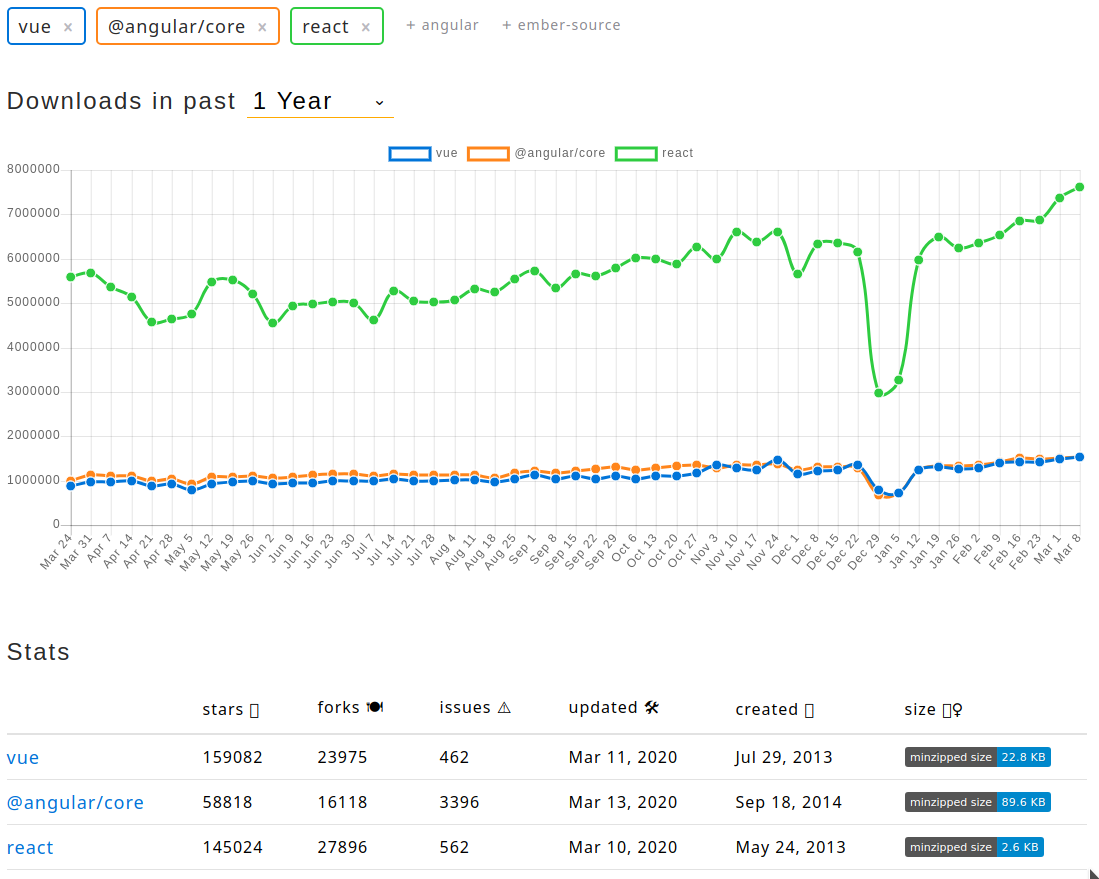 vue × @angular/core × react × + angular + ember-source
Downloads in past 1 Year
vue @angular/core react
8000000
7000000
6000000
5000000
4000000
3000000
2000000
1000000
0
Mar 24 Mar 31 Apr 7 Apr 14 Apr 21 Apr 28 May 5 May 12 May 19 May 26 Jun 2 Jun 9 Jun 16 Jun 23 Jun 30 Jul 7 Jul 14 Jul 21 Jul 28 Aug 4 Aug 11 Aug 18 Aug 25 Sep 1 Sep 8 Sep 15 Sep 22 Sep 29 Oct 6 Oct 13 Oct 20 Oct 27 Nov 3 Nov 10 Nov 17 Nov 24 Dec 1 Dec 8 Dec 15 Dec 22 Dec 29 Jan 5 Jan 12 Jan 19 Jan 26 Feb 2 Feb 9 Feb 16 Feb 23 Mar 1 Mar 8
Stats
stars forks 🍽 issues ⚠ updated 🛠 created size ♀
vue 159082 23975 462 Mar 11, 2020 Jul 29, 2013 minzipped size 22.8 KB
@angular/core 58818 16118 3396 Mar 13, 2020 Sep 18, 2014 minzipped size 89.6 KB
react 145024 27896 562 Mar 10, 2020 May 24, 2013 minzipped size 2.6 KB